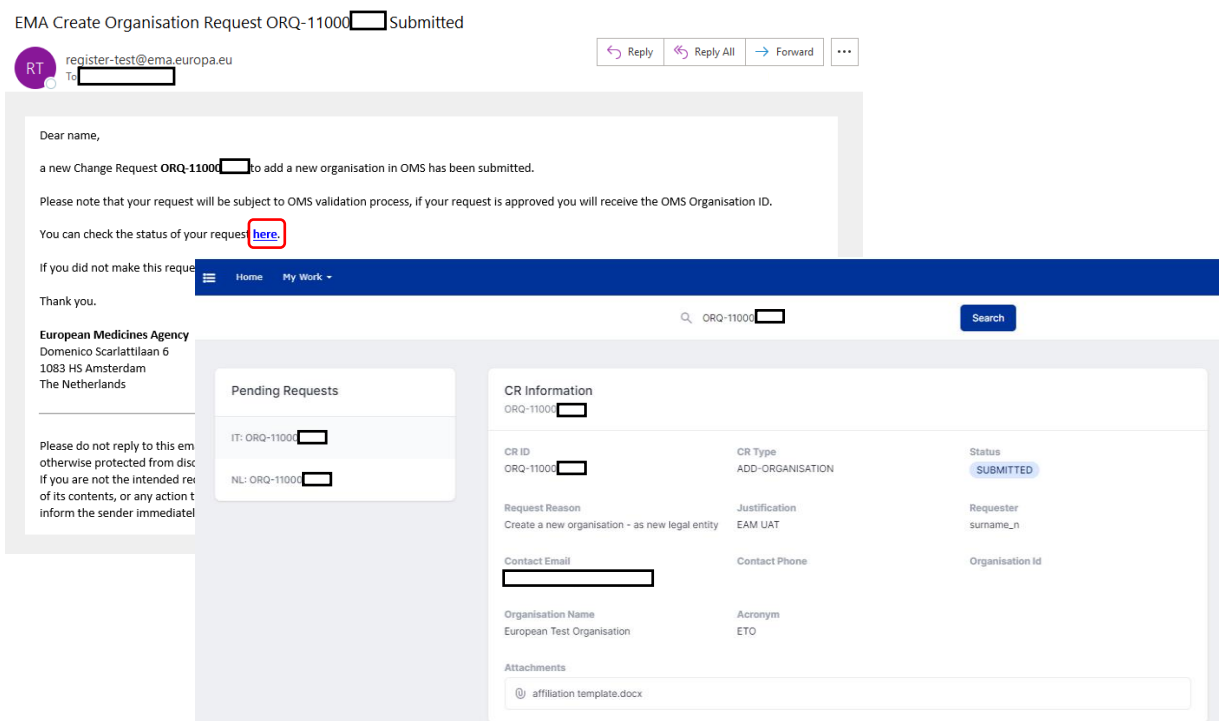 EMA Create Organisation Request ORQ-11000 Submitted
RT
register-test@ema.europa.eu
To
Reply
Reply All
Forward
Dear name,
a new Change Request ORQ-11000 to add a new organisation in OMS has been submitted.
Please note that your request will be subject to OMS validation process, if your request is approved you will receive the OMS Organisation ID.
You can check the status of your request here.
If you did not make this reque
Thank you.
European Medicines Agency
Domenico Scarlattilaan 6
1083 HS Amsterdam
The Netherlands
Please do not reply to this em
otherwise protected from disc
If you are not the intended rec
of its contents, or any action t
inform the sender immediatel
Home My Work
ORQ-11000
Search
Pending Requests
IT: ORQ-11000
NL: ORQ-11000
CR Information
ORQ-11000
CR ID CR Type Status
ORQ-11000 ADD-ORGANISATION SUBMITTED
Request Reason Justification Requester
Create a new organisation - as new legal entity EAM UAT surname_n
Contact Email Contact Phone Organisation Id
Organisation Name Acronym
European Test Organisation ETO
Attachments
affiliation template.docx